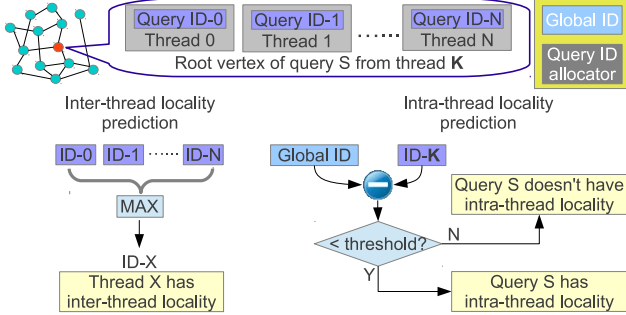 Query ID-0 Query ID-1 Query ID-N
Thread 0 Thread 1 ...... Thread N
Root vertex of query S from thread K
Global ID
Query ID
allocator
Inter-thread locality
prediction
ID-0 ID-1 ...... ID-N
MAX
ID-X
Thread X has
inter-thread locality
Intra-thread locality
prediction
Global ID ID-K
< threshold?
N
Y
Query S doesn't have
intra-thread locality
Query S has
intra-thread locality